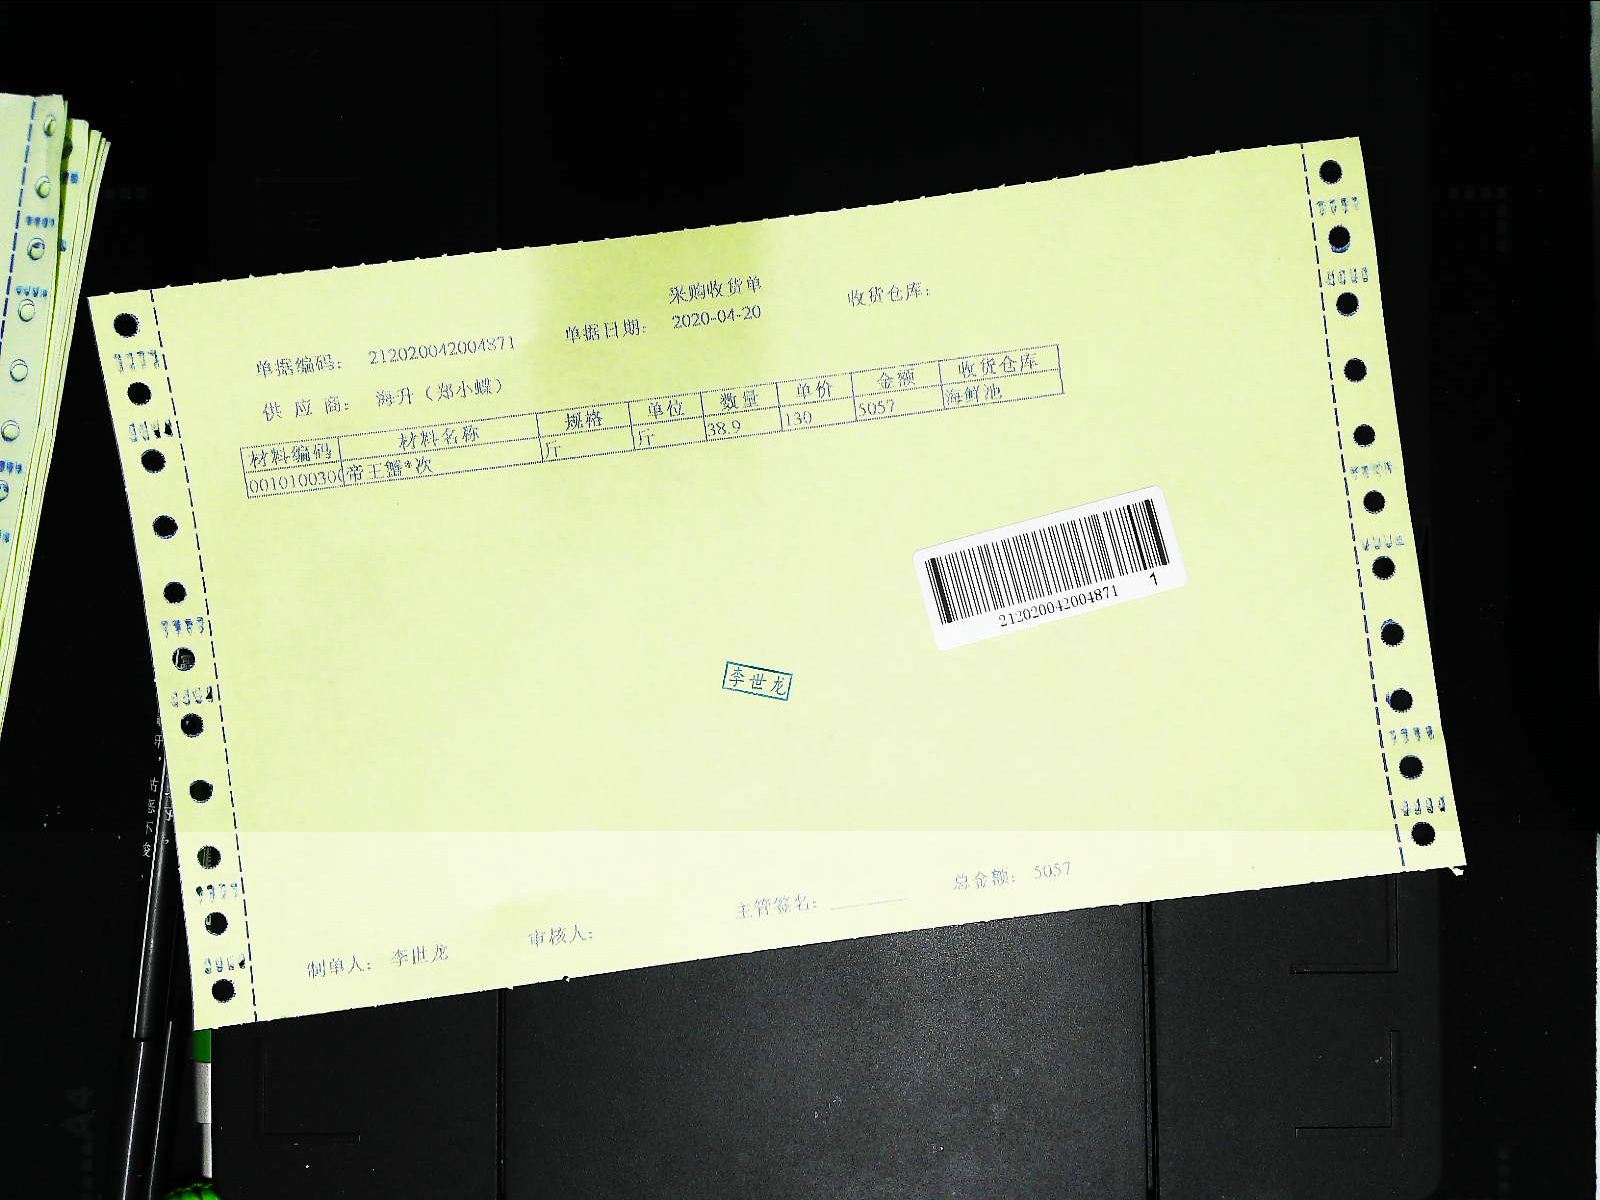 采购收货单
单据编码： 212020042004871 单据日期： 2020-04-20 收货仓库：
供 应 商： 海升（郑小蝶）
材料编码 材料名称 规格 单位 数量 单价 金额 收货仓库
0010100300 帝王蟹*次 斤 斤 38.9 130 5057 海鲜池
212020042004871 1
李世龙
制单人： 李世龙 审核人： 主管签名： 总金额： 5057